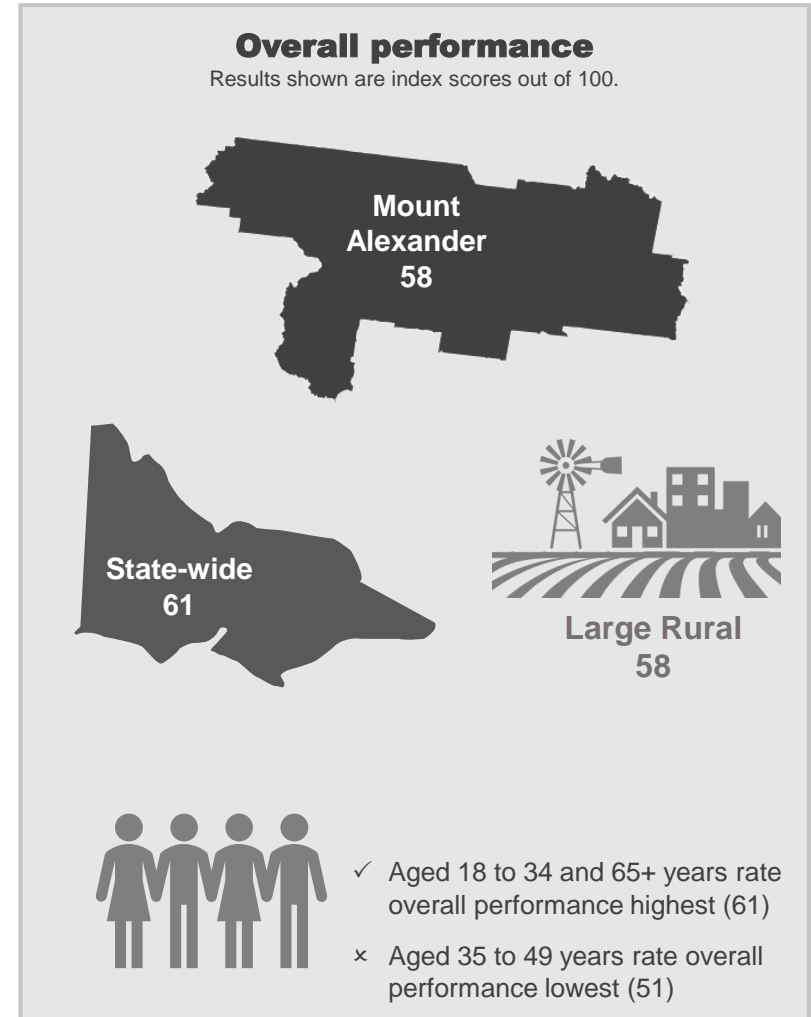 Overall performance
Results shown are index scores out of 100.
Mount
Alexander
58
State-wide
61
Large Rural
58
✓ Aged 18 to 34 and 65+ years rate
overall performance highest (61)
× Aged 35 to 49 years rate overall
performance lowest (51)